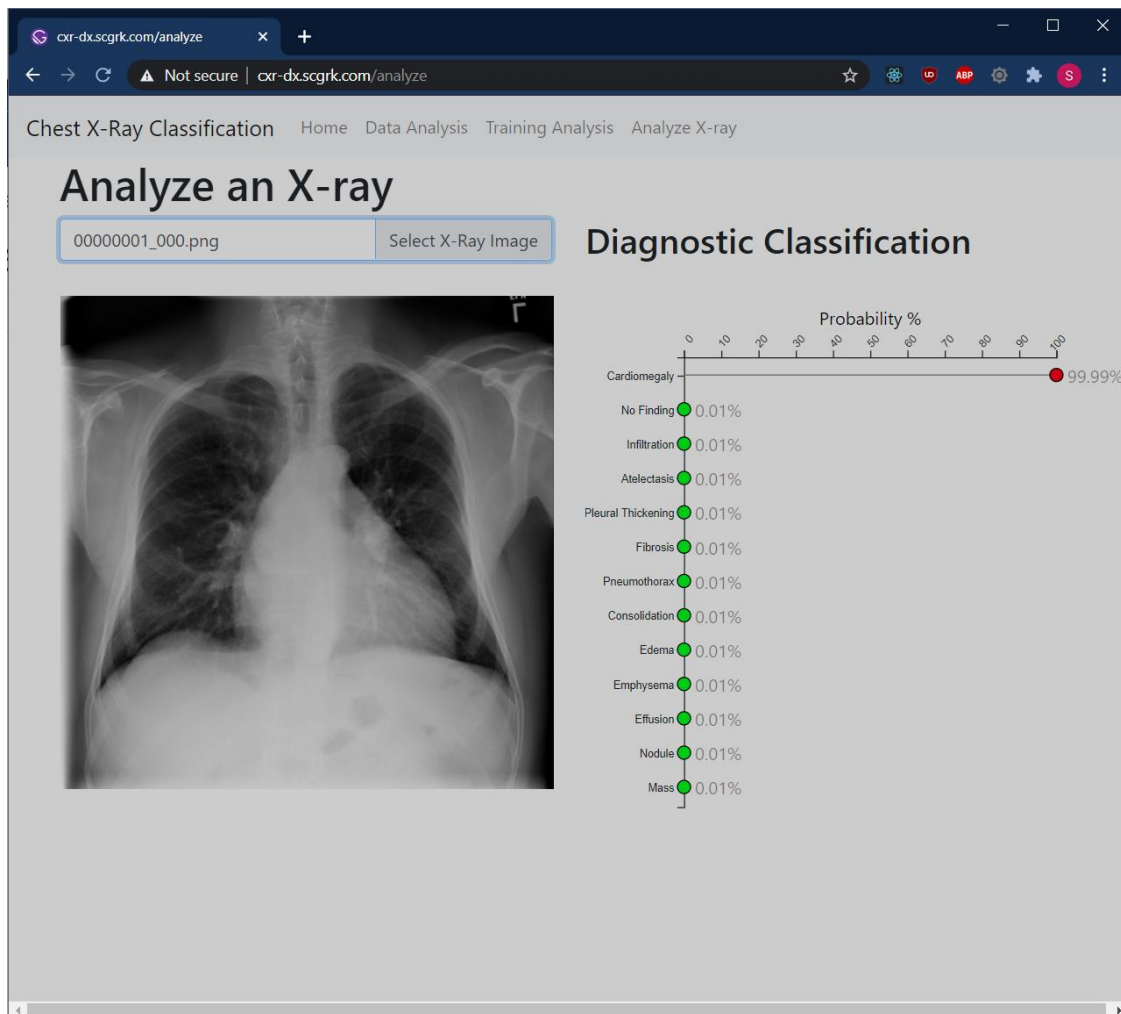 cxr-dx.scgrk.com/analyze
Not secure | cxr-dx.scgrk.com/analyze
UD
ABP
S
Chest X-Ray Classification Home Data Analysis Training Analysis Analyze X-ray
Analyze an X-ray
00000001_000.png Select X-Ray Image
Diagnostic Classification
Probability %
0 10 20 30 40 50 60 70 80 90 100
Cardiomegaly 99.99%
No Finding 0.01%
Infiltration 0.01%
Atelectasis 0.01%
Pleural Thickening 0.01%
Fibrosis 0.01%
Pneumothorax 0.01%
Consolidation 0.01%
Edema 0.01%
Emphysema 0.01%
Effusion 0.01%
Nodule 0.01%
Mass 0.01%